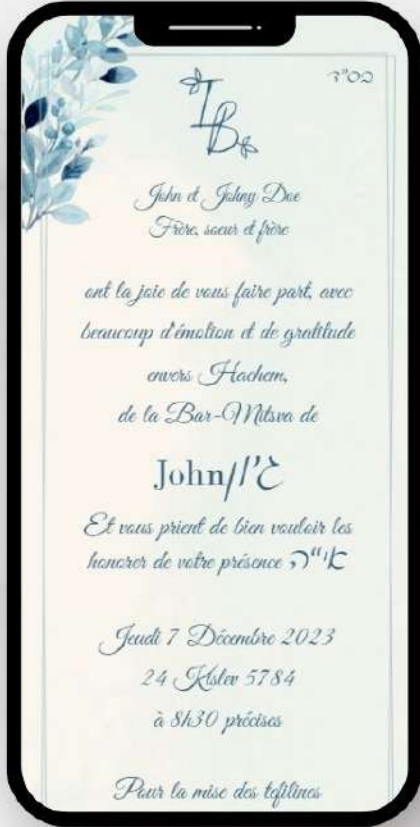 בס"ד
John et Johny Doe
Frère, soeur et frère
ont la joie de vous faire part, avec
beaucoup d'émotion et de gratitude
envers Hachem,
de la Bar-Mitsva de
John ג'ון
Et vous prient de bien vouloir les
honorer de votre présence אי"ה
Jeudi 7 Décembre 2023
24 KIslev 5784
à 8h30 précises
Pour la mise des tefilines